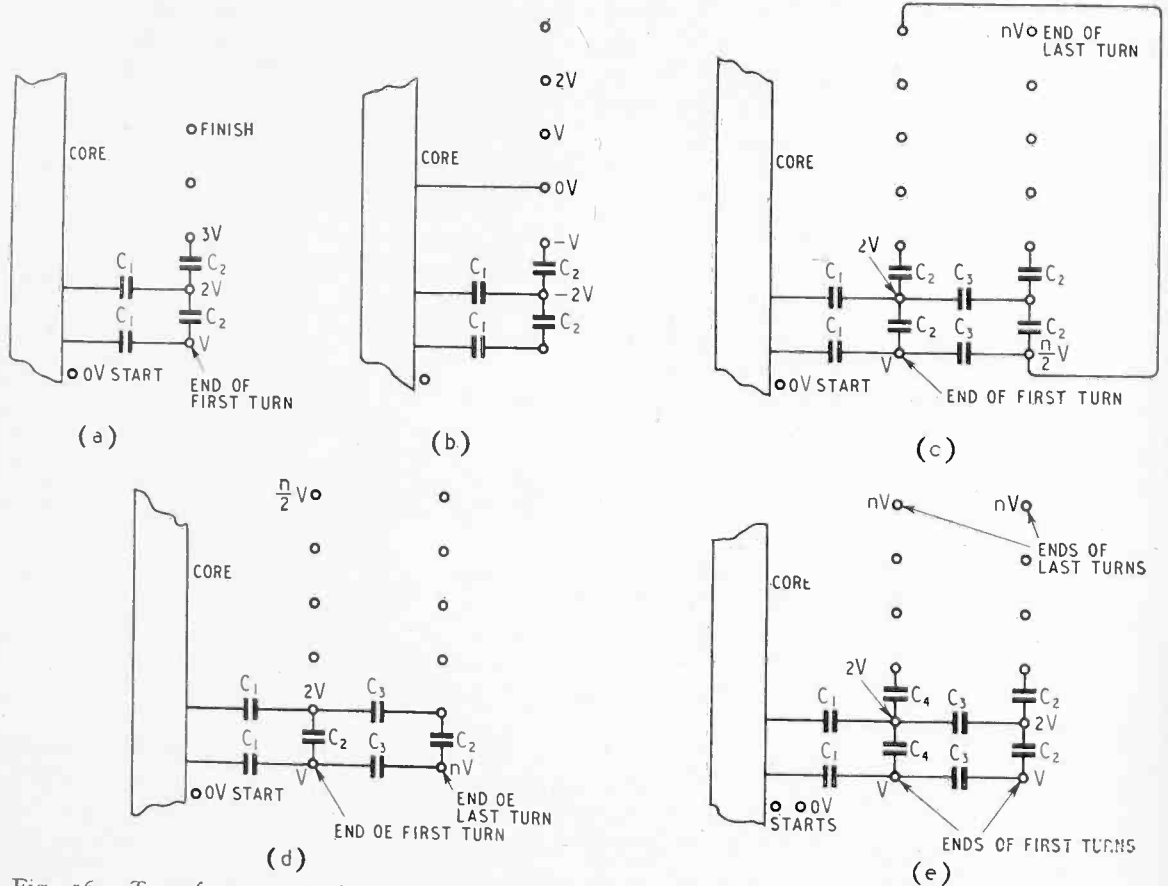 CORE
FINISH
3V
C₂
C₁
2V
C₂
C₁
V
0V START
END OF
FIRST TURN
(a)
2V
V
CORE
0V
-V
C₁
C₂
-2V
C₁
C₂
(b)
nV END OF
LAST TURN
CORE
2V
C₁
C₂
C₃
C₂
C₁
C₂
C₃
C₂
n/2 V
V
0V START
END OF FIRST TURN
(c)
n/2 V
CORE
C₁
2V
C₃
C₁
C₂
C₃
C₂
V
nV
0V START
END OE
LAST TURN
END OE FIRST TURN
(d)
nV
nV
ENDS OF
LAST TURNS
CORE
2V
C₁
C₄
C₃
C₂
2V
C₁
C₄
C₃
C₂
V
V
0V
STARTS
ENDS OF FIRST TURNS
(e)